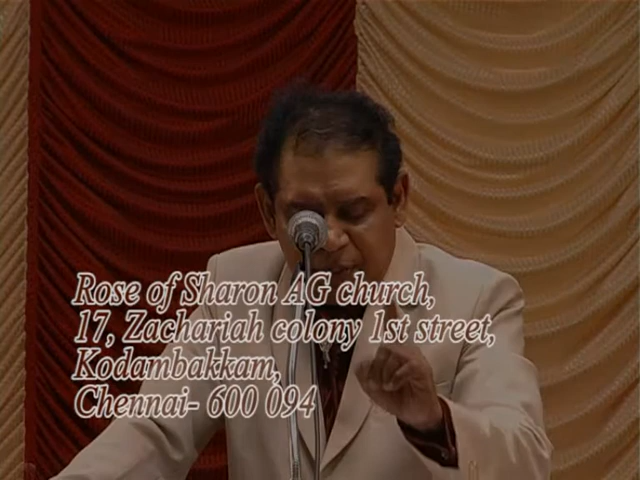 Rose of Sharon AG church,
17, Zachariah colony 1st street,
Kodambakkam,
Chennai- 600 094